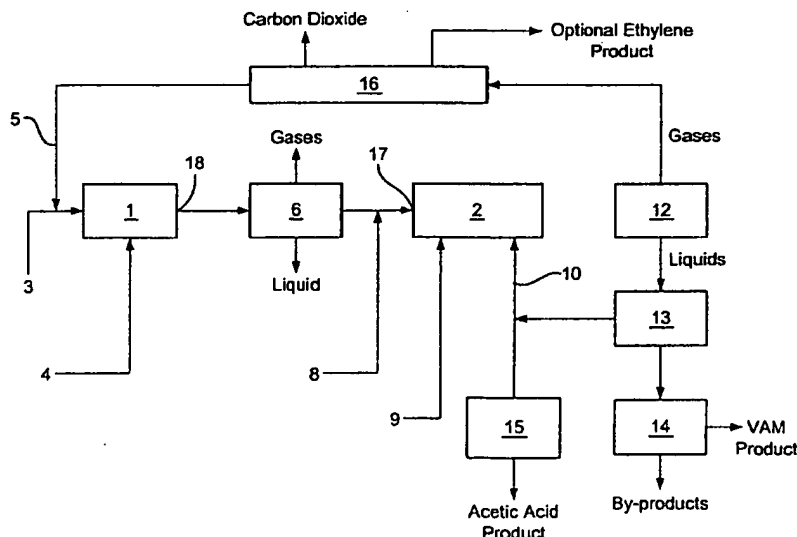 Carbon Dioxide
Optional Ethylene
Product
16
5
Gases
Gases
18
17
1
6
2
12
3
Liquid
10
Liquids
13
4
8
9
15
14
VAM
Product
Acetic Acid
Product
By-products